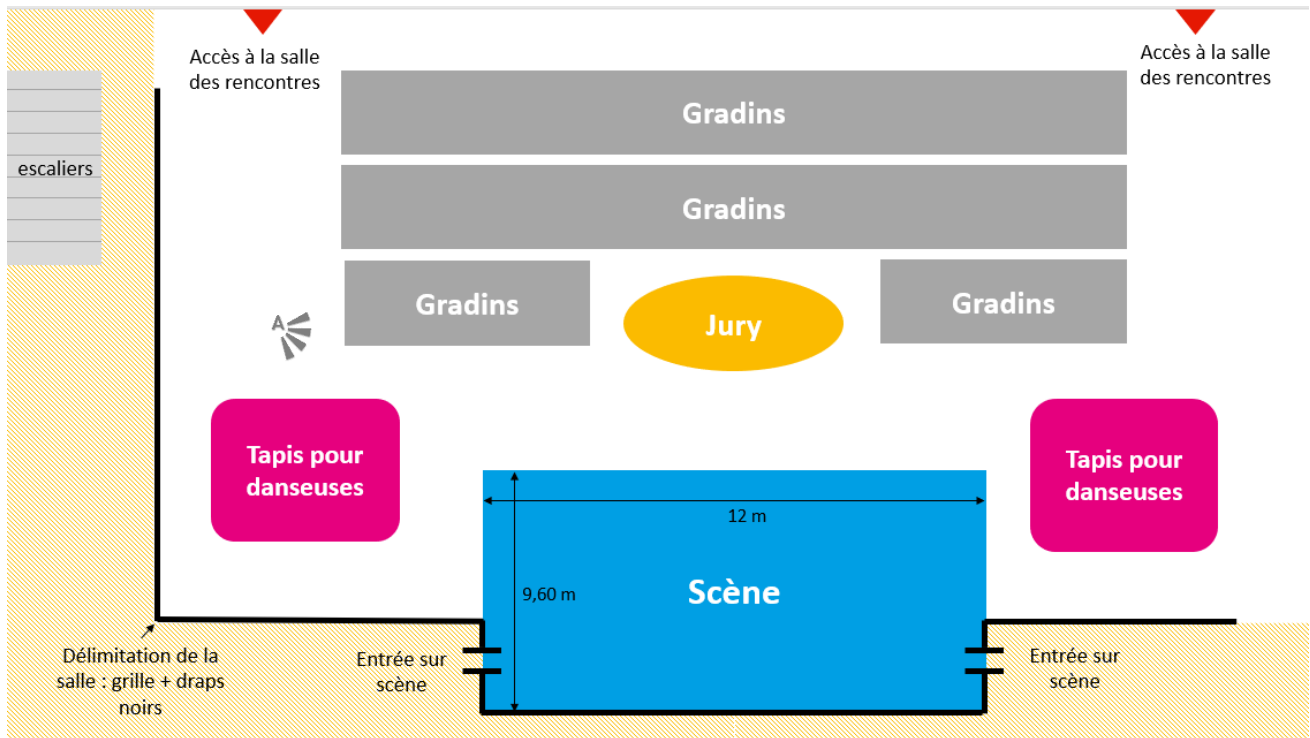 Accès à la salle
des rencontres
Accès à la salle
des rencontres
Gradins
escaliers
Gradins
Gradins
Jury
Gradins
A
Tapis pour
danseuses
Tapis pour
danseuses
12 m
9,60 m
Scène
Délimitation de la
salle : grille + draps
noirs
Entrée sur
scène
Entrée sur
scène